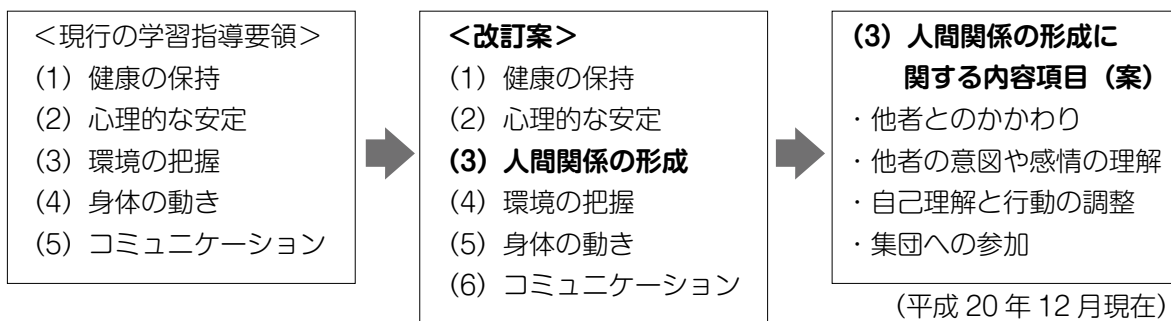 ＜現行の学習指導要領＞
(1) 健康の保持
(2) 心理的な安定
(3) 環境の把握
(4) 身体の動き
(5) コミュニケーション
＜改訂案＞
(1) 健康の保持
(2) 心理的な安定
(3) 人間関係の形成
(4) 環境の把握
(5) 身体の動き
(6) コミュニケーション
(3) 人間関係の形成に
関する内容項目（案）
・他者とのかかわり
・他者の意図や感情の理解
・自己理解と行動の調整
・集団への参加
（平成 20 年 12 月現在）